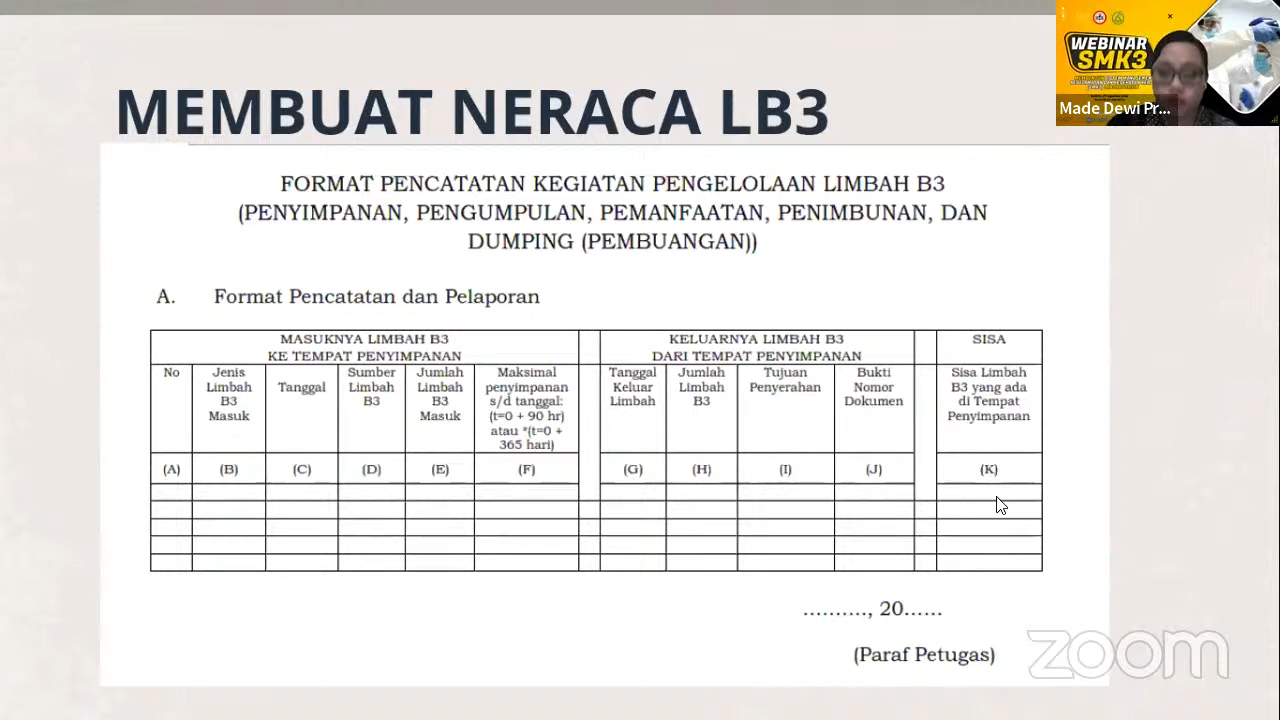 MEMBUAT NERACA LB3
FORMAT PENCATATAN KEGIATAN PENGELOLAAN LIMBAH B3
(PENYIMPANAN, PENGUMPULAN, PEMANFAATAN, PENIMBUNAN, DAN
DUMPING (PEMBUANGAN))
A. Format Pencatatan dan Pelaporan
MASUKNYA LIMBAH B3
KE TEMPAT PENYIMPANAN
KELUARNYA LIMBAH B3
DARI TEMPAT PENYIMPANAN
SISA
No
Jenis
Limbah
B3
Masuk
Tanggal
Sumber
Limbah
B3
Jumlah
Limbah
B3
Masuk
Maksimal
penyimpanan
s/d tanggal:
(t=0 + 90 hr)
atau *(t=0 +
365 hari)
Tanggal
Keluar
Limbah
Jumlah
Limbah
B3
Tujuan
Penyerahan
Bukti
Nomor
Dokumen
Sisa Limbah
B3 yang ada
di Tempat
Penyimpanan
(A) (B) (C) (D) (E) (F) (G) (H) (I) (J) (K)
.........., 20......
(Paraf Petugas)
WEBINAR
SMK3
Made Dewi Pr...
zoom